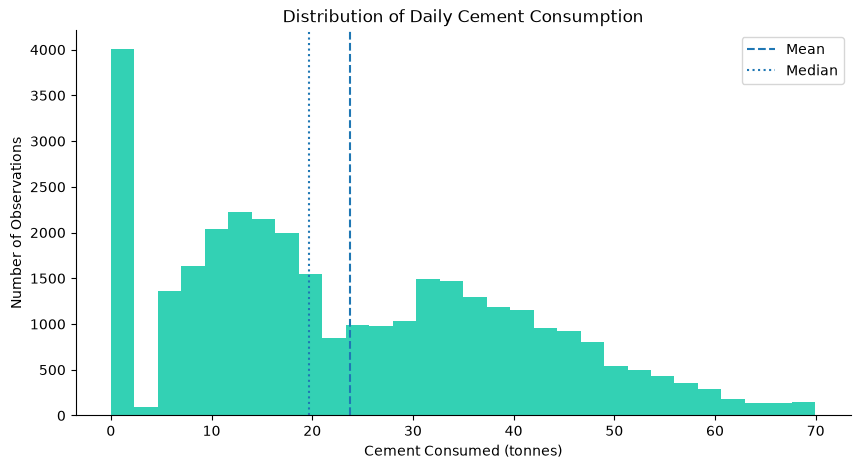 Distribution of Daily Cement Consumption
Mean
Median
4000
3500
3000
2500
2000
1500
1000
500
0
Number of Observations
0 10 20 30 40 50 60 70
Cement Consumed (tonnes)